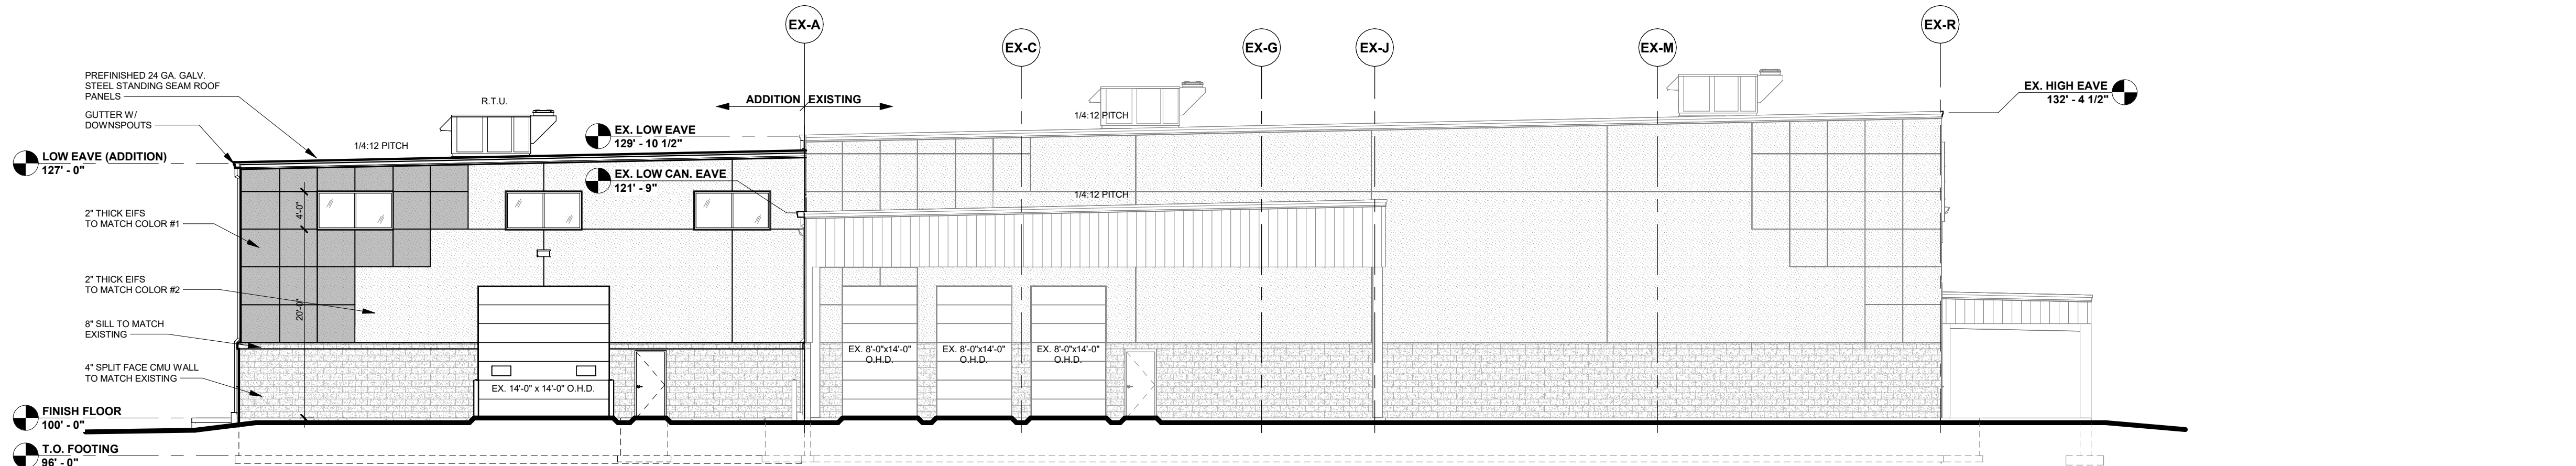 EX-A
EX-C
EX-G
EX-J
EX-M
EX-R
PREFINISHED 24 GA. GALV.
STEEL STANDING SEAM ROOF
PANELS
GUTTER W/
DOWNSPOUTS
R.T.U.
1/4:12 PITCH
ADDITION
EXISTING
1/4:12 PITCH
EX. HIGH EAVE
132' - 4 1/2"
EX. LOW EAVE
129' - 10 1/2"
LOW EAVE (ADDITION)
127' - 0"
EX. LOW CAN. EAVE
121' - 9"
1/4:12 PITCH
2" THICK EIFS
TO MATCH COLOR #1
4'-0"
2" THICK EIFS
TO MATCH COLOR #2
20'-0"
8" SILL TO MATCH
EXISTING
4" SPLIT FACE CMU WALL
TO MATCH EXISTING
EX. 14'-0" x 14'-0" O.H.D.
EX. 8'-0"x14'-0"
O.H.D.
EX. 8'-0"x14'-0"
O.H.D.
EX. 8'-0"x14'-0"
O.H.D.
FINISH FLOOR
100' - 0"
T.O. FOOTING
96' - 0"